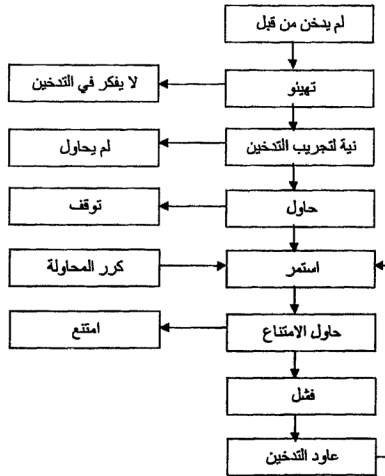 لم يدخن من قبل
تهيئو
لا يفكر في التدخين
نية لتجريب التدخين
لم يحاول
حاول
توقف
استمر
كرر المحاولة
حاول الامتناع
امتنع
فشل
عاود التدخين